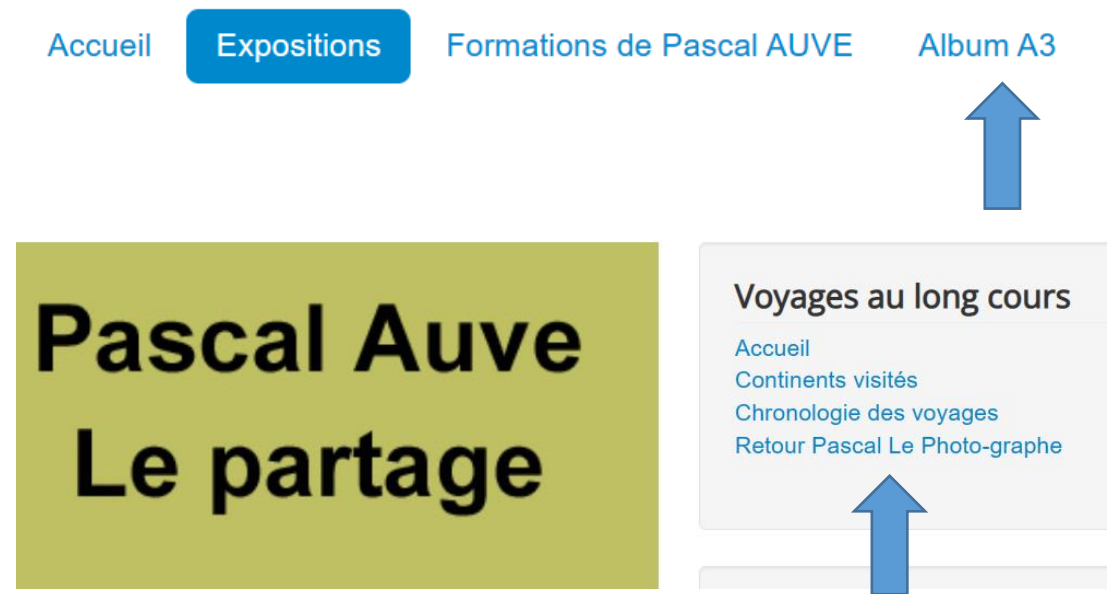 Accueil Expositions Formations de Pascal AUVE Album A3
Pascal Auve
Le partage
Voyages au long cours
Accueil
Continents visités
Chronologie des voyages
Retour Pascal Le Photo-graphe